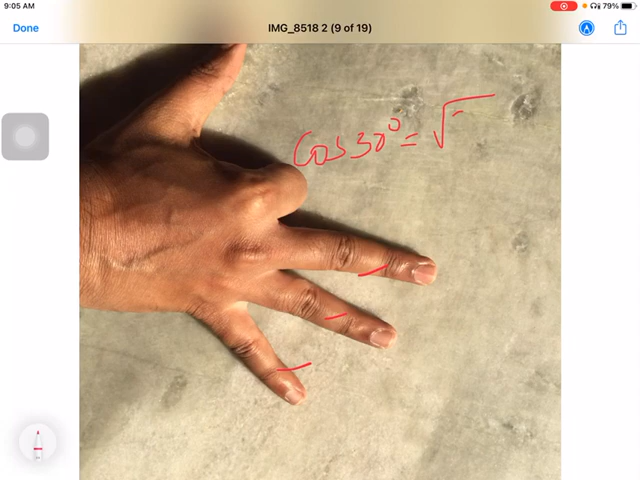 9:05 AM
79%
Done
IMG_8518 2 (9 of 19)
cos 30° = √